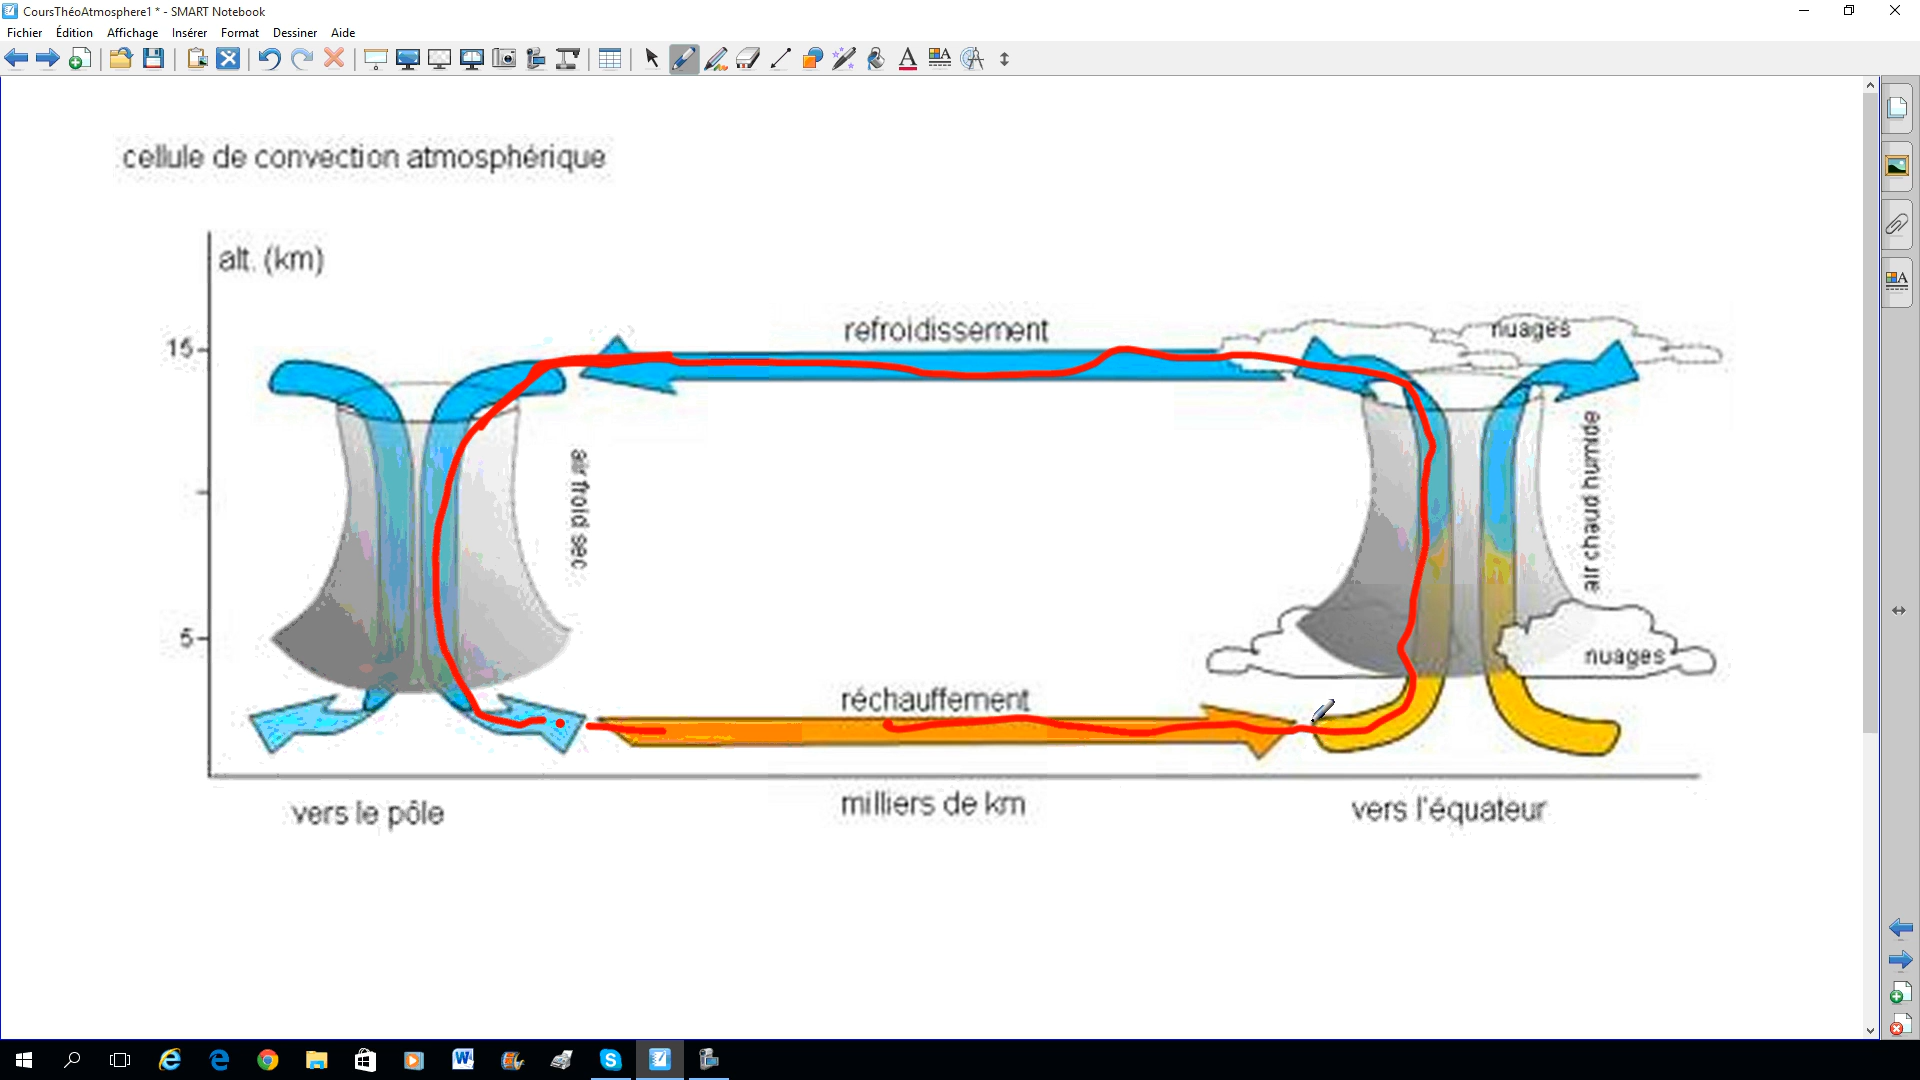 CoursThéoAtmosphere1 * - SMART Notebook
Fichier Édition Affichage Insérer Format Dessiner Aide
cellule de convection atmosphérique
alt. (km)
15
refroidissement
nuages
air froid sec
air chaud humide
5
nuages
réchauffement
vers le pôle
milliers de km
vers l'équateur